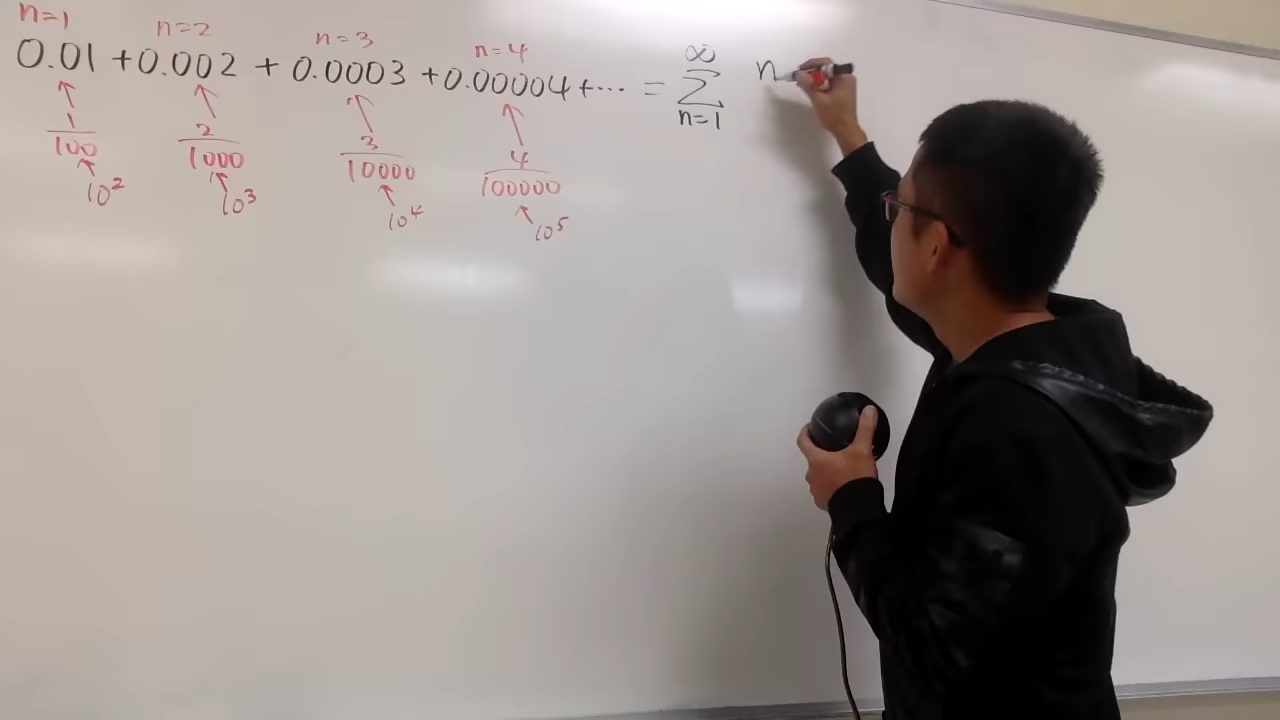 n=1 n=2 n=3 n=4
0.01 + 0.002 + 0.0003 + 0.00004 + ... = ∞ Σ n=1 n
1/100 2/1000 3/10000 4/100000
10² 10³ 10⁴ 10⁵